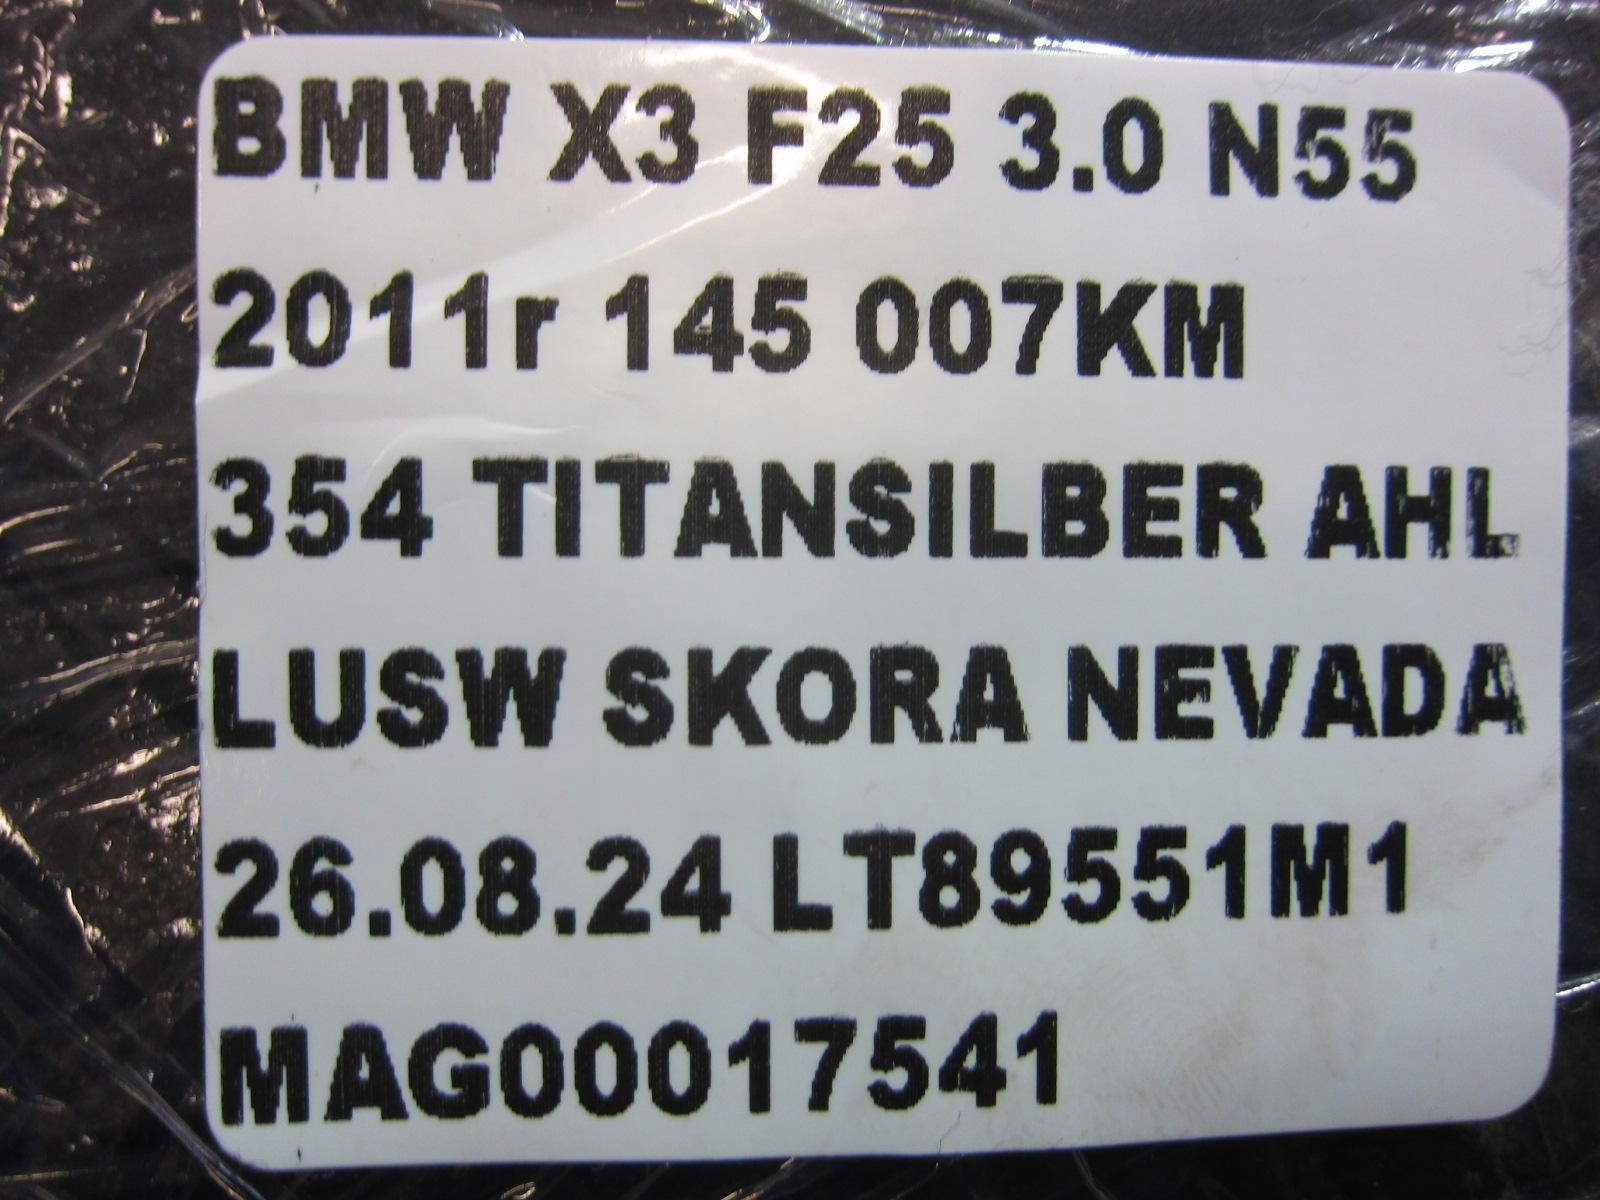 BMW X3 F25 3.0 N55
2011r 145 007KM
354 TITANSILBER AHL
LUSW SKORA NEVADA
26.08.24 LT89551M1
MAG00017541